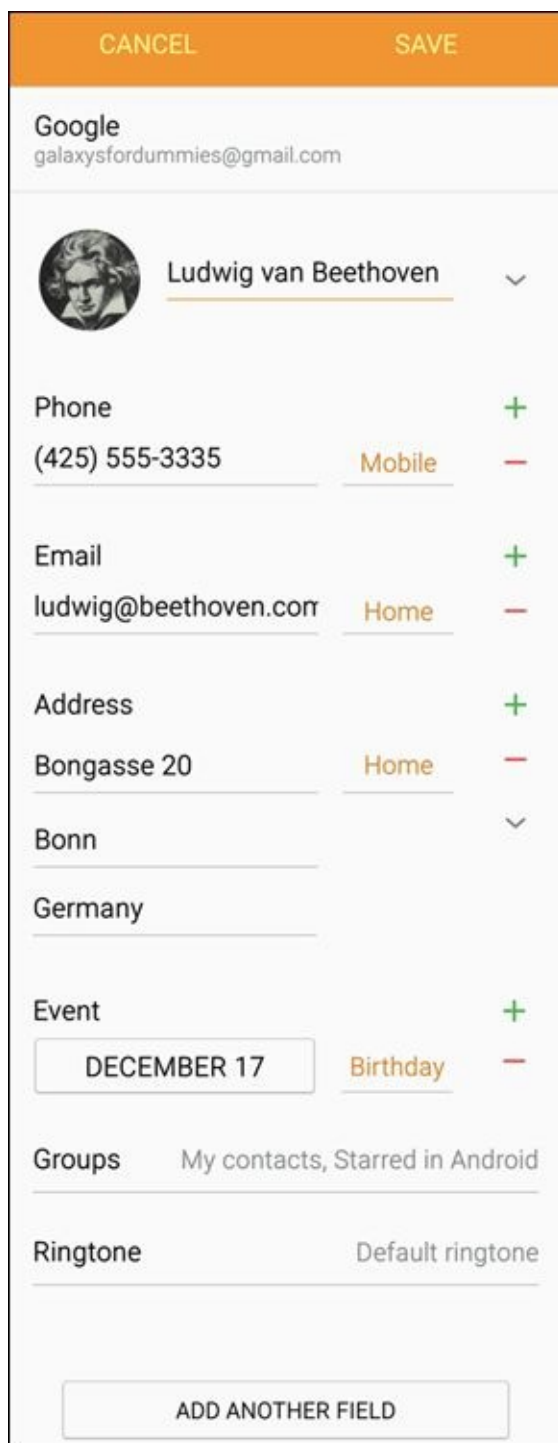 CANCEL SAVE
Google
galaxysfordummies@gmail.com
Ludwig van Beethoven
Phone
(425) 555-3335 Mobile
Email
ludwig@beethoven.com Home
Address
Bongasse 20 Home
Bonn
Germany
Event
DECEMBER 17 Birthday
Groups My contacts, Starred in Android
Ringtone Default ringtone
ADD ANOTHER FIELD